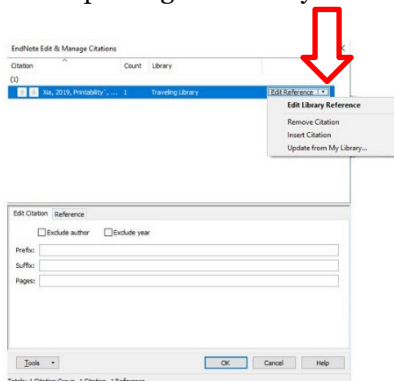 EndNote Edit & Manage Citations
Citation Count Library
(1)
Xia, 2019, Printability`, ... 1 Traveling Library Edit Reference
Edit Library Reference
Remove Citation
Insert Citation
Update from My Library...
Edit Citation Reference
Exclude author Exclude year
Prefix:
Suffix:
Pages:
Tools OK Cancel Help
Totals: 1 Citation Group, 1 Citation, 1 Reference